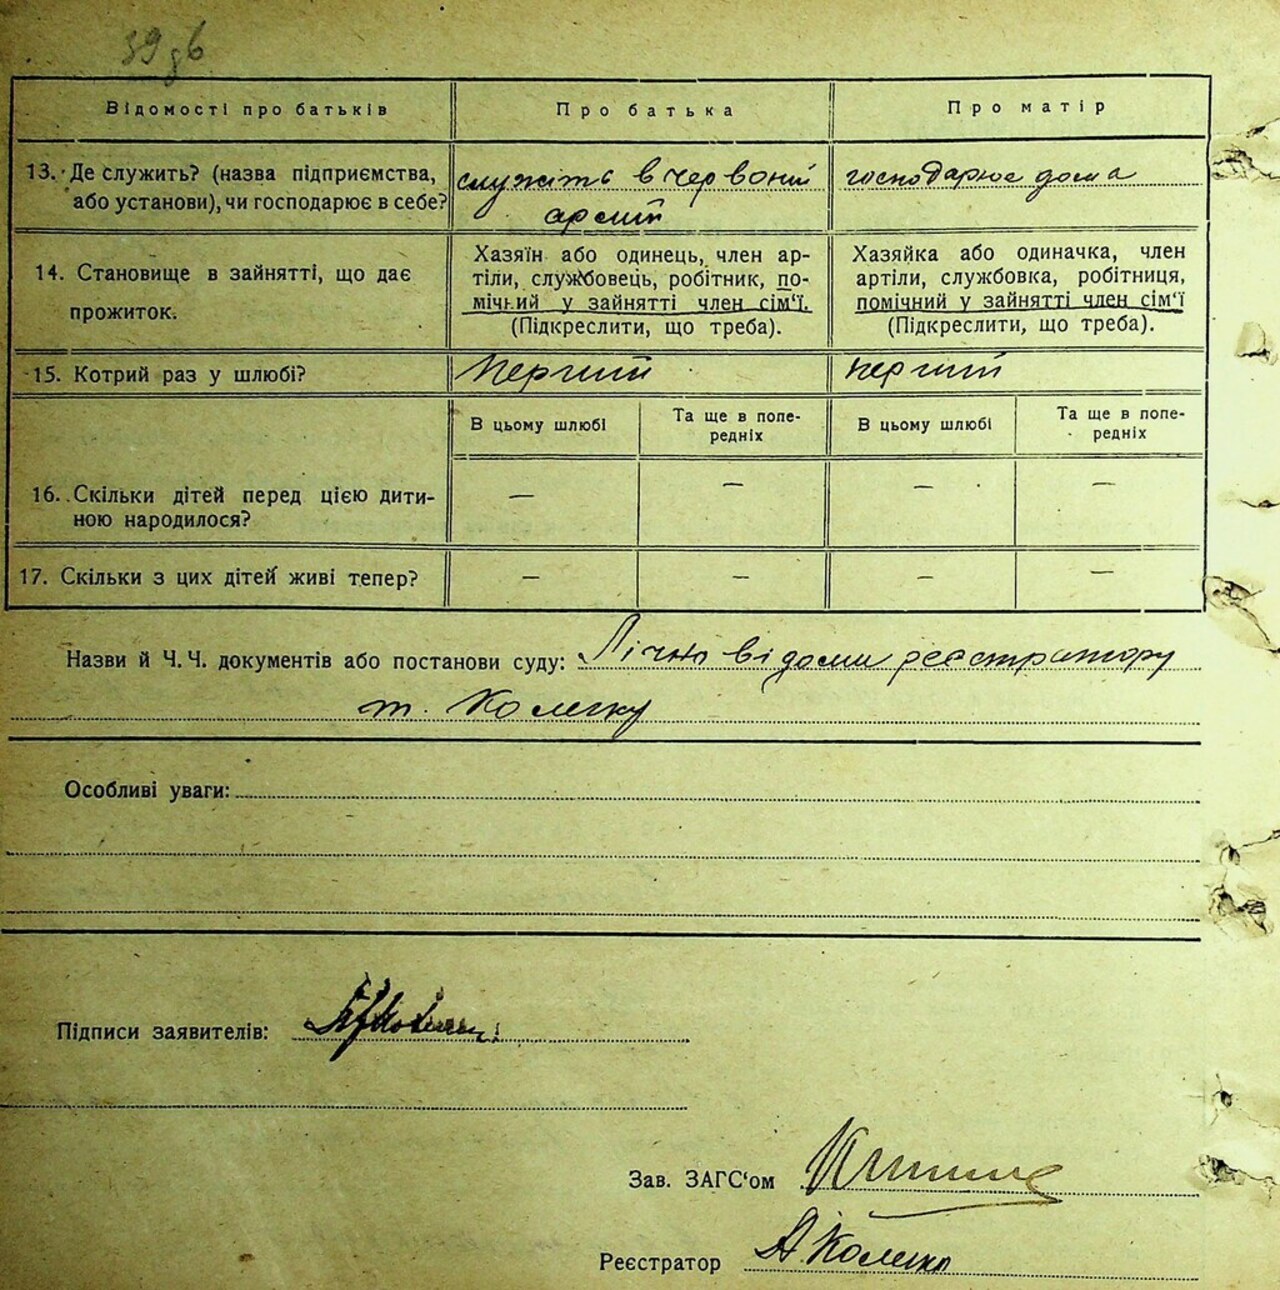 39 зв
Відомості про батьків
Про батька
Про матір
13. Де служить? (назва підприємства,
або установи), чи господарює в себе?
служить в червоній
армії
господарює дома
14. Становище в зайнятті, що дає
прожиток.
Хазяїн або одинець, член ар-
тіли, службовець, робітник, по-
мічний у зайнятті член сім'ї.
(Підкреслити, що треба).
Хазяйка або одиначка, член
артіли, службовка, робітниця,
помічний у зайнятті член сім'ї
(Підкреслити, що треба).
15. Котрий раз у шлюбі?
Перший
перший
В цьому шлюбі
Та ще в попе-
редніх
В цьому шлюбі
Та ще в попе-
редніх
16. Скільки дітей перед цією дити-
ною народилося?
— — — —
17. Скільки з цих дітей живі тепер?
— — — —
Назви й Ч. Ч. документів або постанови суду: Лічно відоми реєстратору
т.
Особливі уваги:
Підписи заявителів:
Зав. ЗАГС'ом
Реєстратор